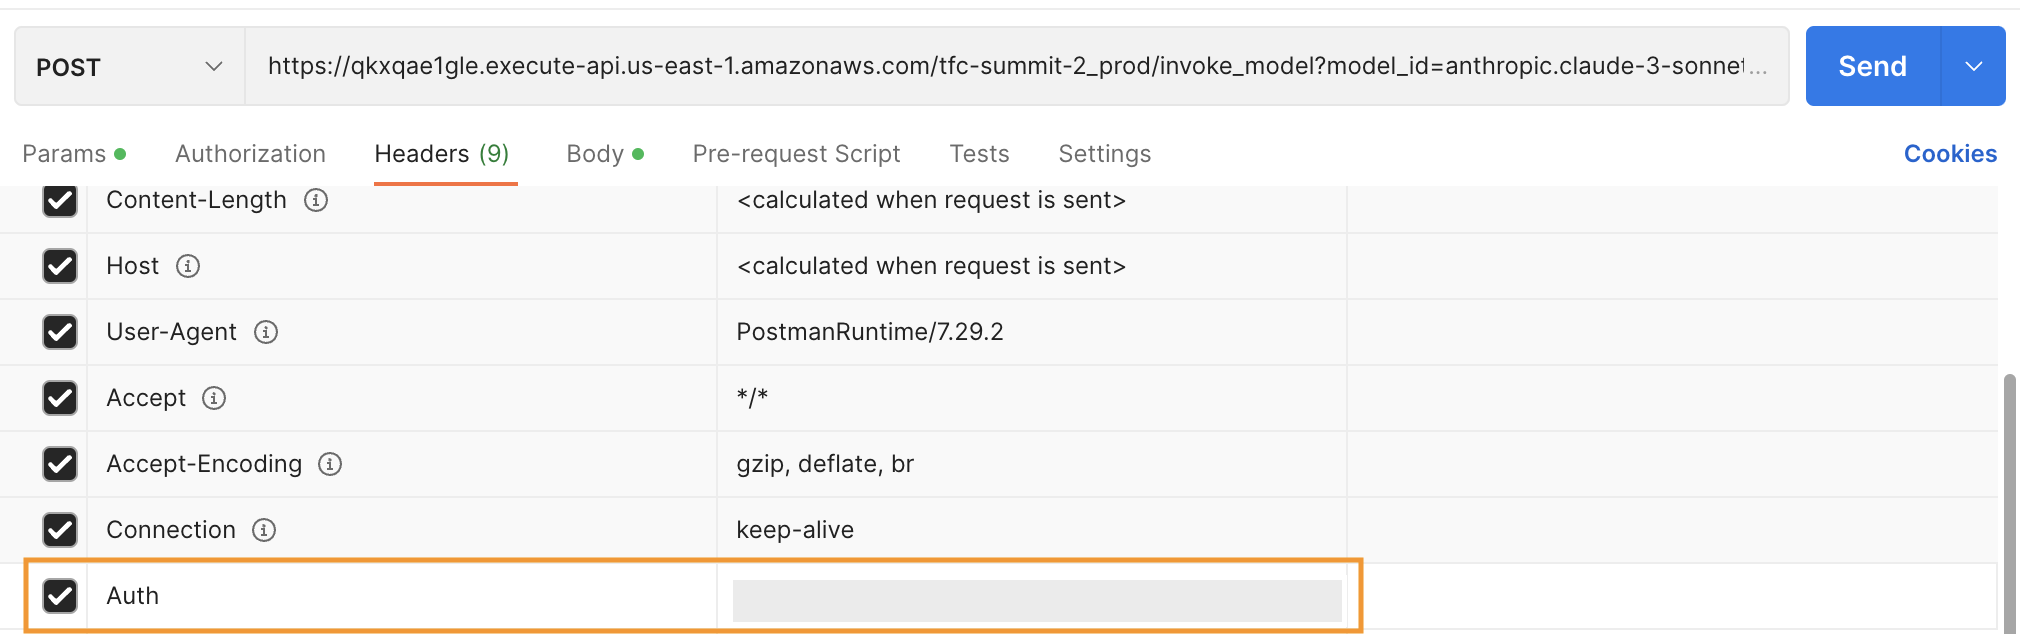 POST https://qkxqae1gle.execute-api.us-east-1.amazonaws.com/tfc-summit-2_prod/invoke_model?model_id=anthropic.claude-3-sonnet... Send
Params Authorization Headers (9) Body Pre-request Script Tests Settings Cookies
Content-Length <calculated when request is sent>
Host <calculated when request is sent>
User-Agent PostmanRuntime/7.29.2
Accept */*
Accept-Encoding gzip, deflate, br
Connection keep-alive
Auth